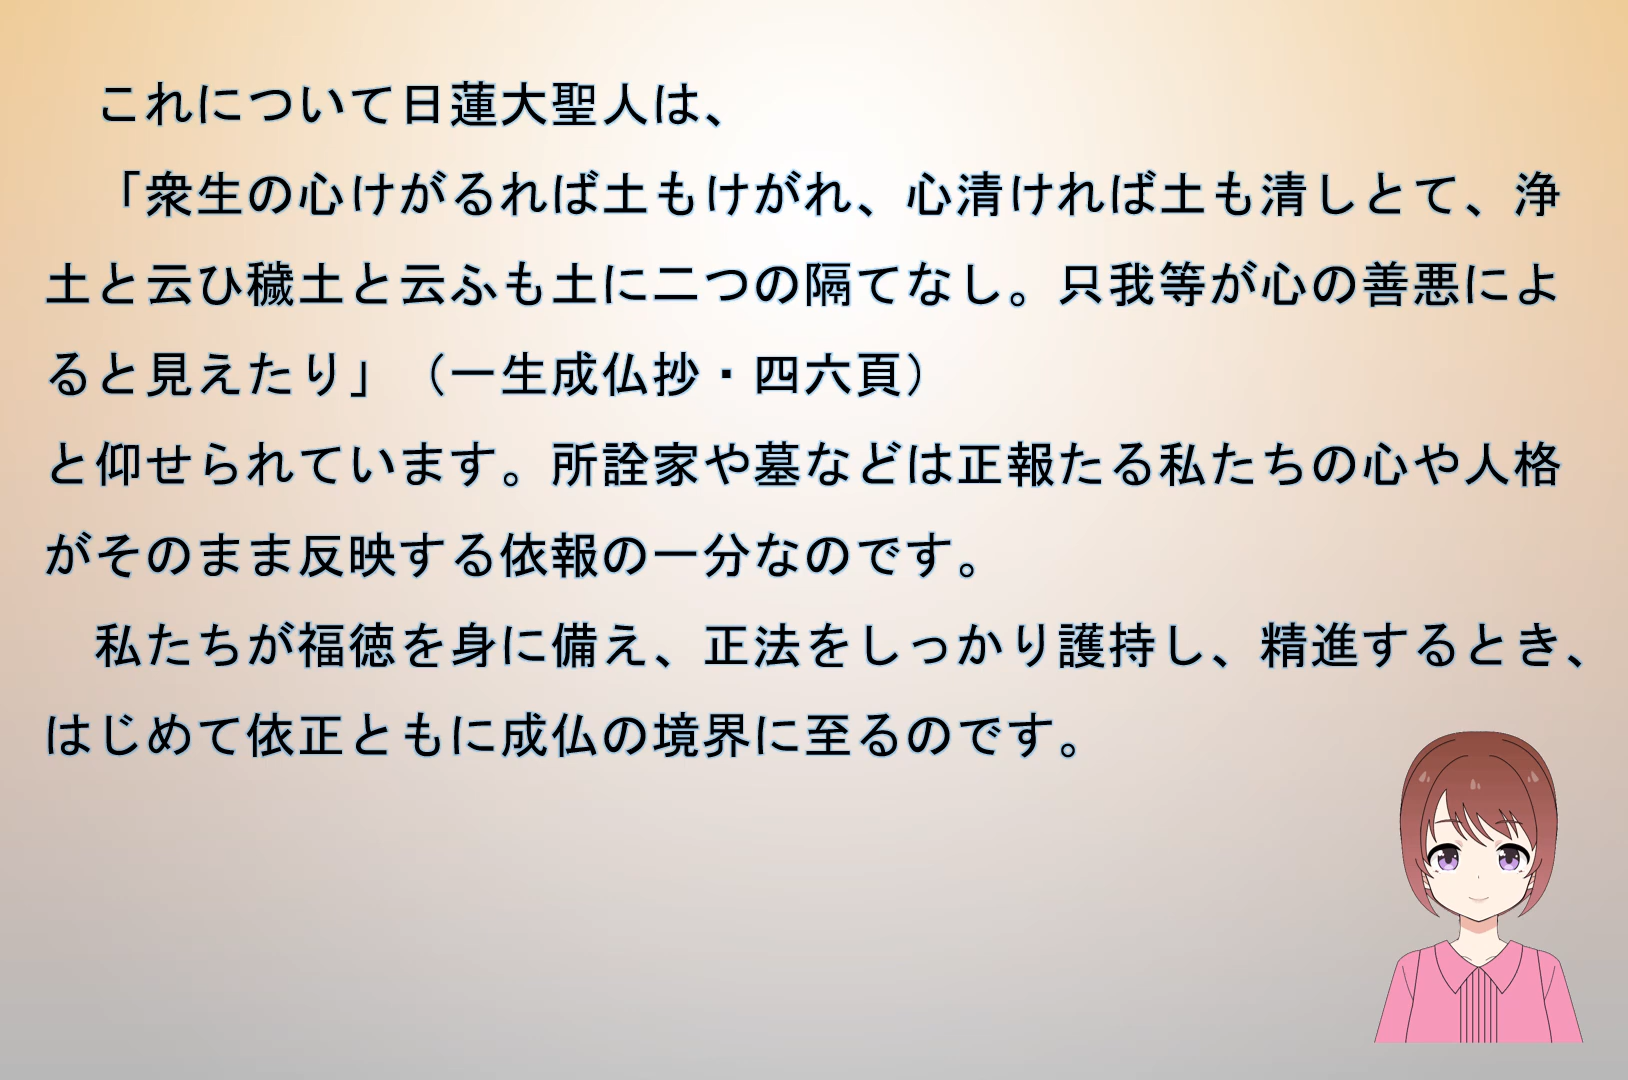 これについて日蓮大聖人は、
「衆生の心けがるれば土もけがれ、心清ければ土も清しとて、浄
土と云ひ穢土と云ふも土に二つの隔てなし。只我等が心の善悪によ
ると見えたり」（一生成仏抄・四六頁）
と仰せられています。所詮家や墓などは正報たる私たちの心や人格
がそのまま反映する依報の一分なのです。
私たちが福徳を身に備え、正法をしっかり護持し、精進するとき、
はじめて依正ともに成仏の境界に至るのです。